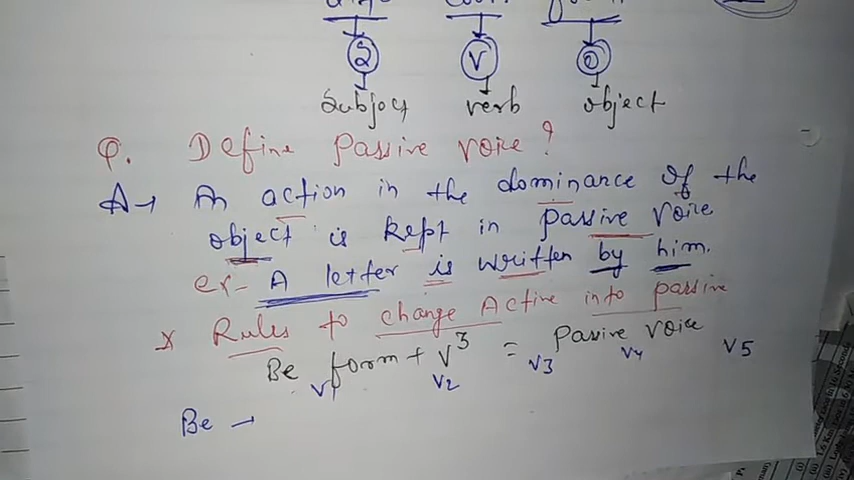 S V O
Subject verb object
Q. Define Passive voice?
A→ An action in the dominance of the
object is kept in passive voice
ex- A letter is written by him.
* Rules to change Active into passive
Be form + V3 = Passive voice
V1 V2 V3 V4 V5
Be →